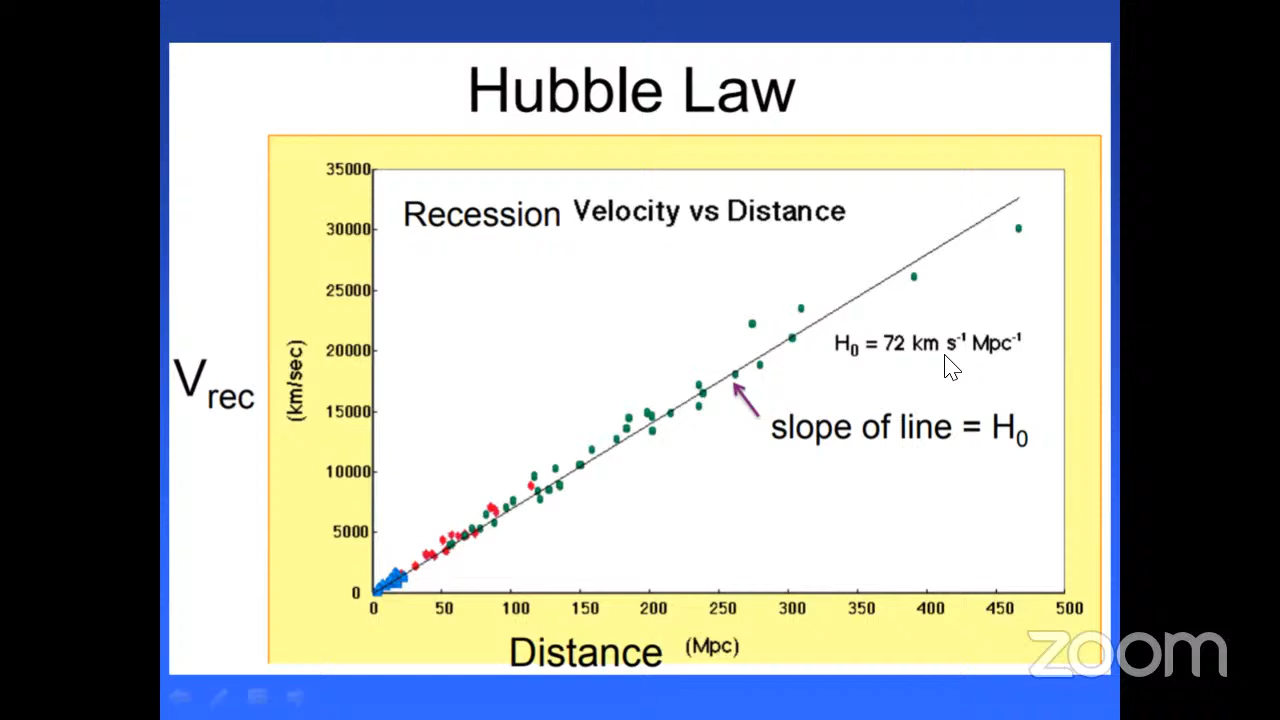 Hubble Law
Recession Velocity vs Distance
35000
30000
25000
20000
15000
10000
5000
0
V_rec
(km/sec)
H₀ = 72 km s⁻¹ Mpc⁻¹
slope of line = H₀
0 50 100 150 200 250 300 350 400 450 500
Distance (Mpc)
zoom